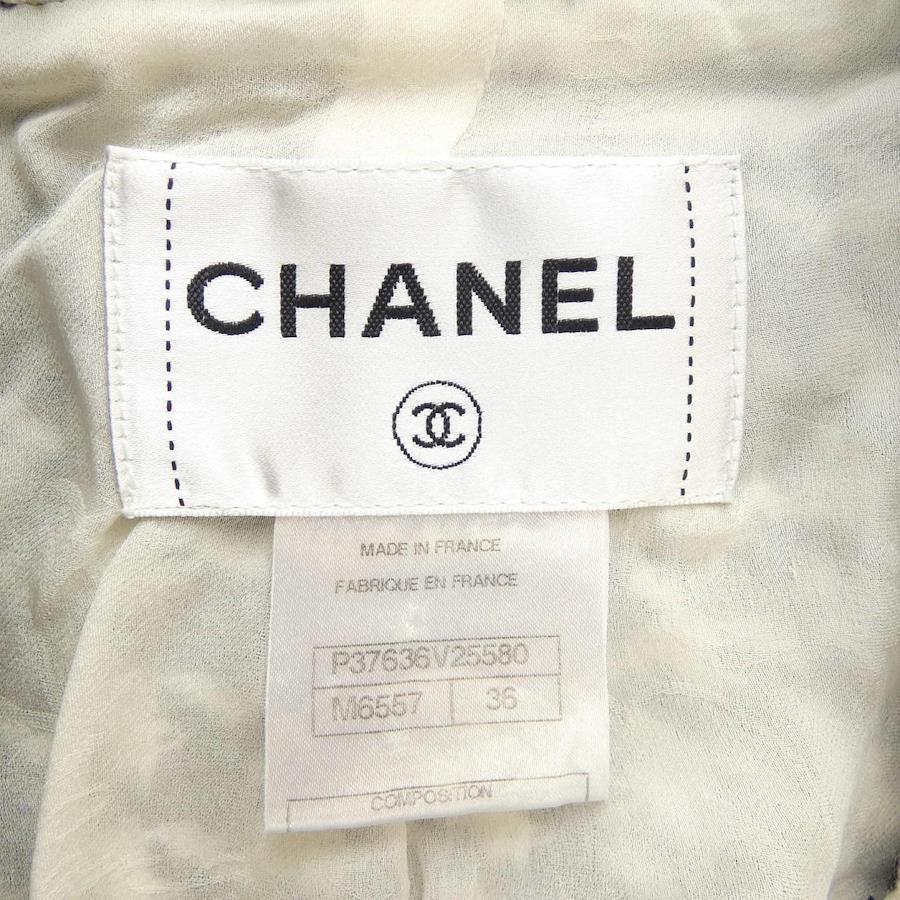 CHANEL
MADE IN FRANCE
FABRIQUE EN FRANCE
P37636V25580
M6557 36
COMPOSITION